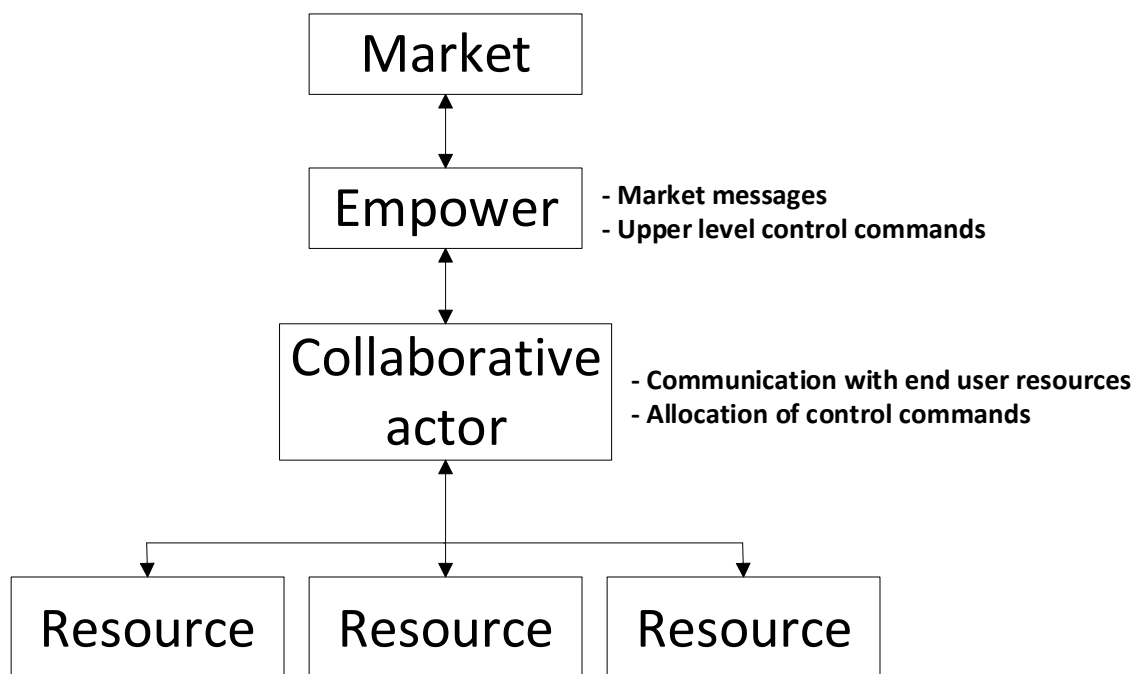 Market
Empower
- Market messages
- Upper level control commands
Collaborative
actor
- Communication with end user resources
- Allocation of control commands
Resource
Resource
Resource